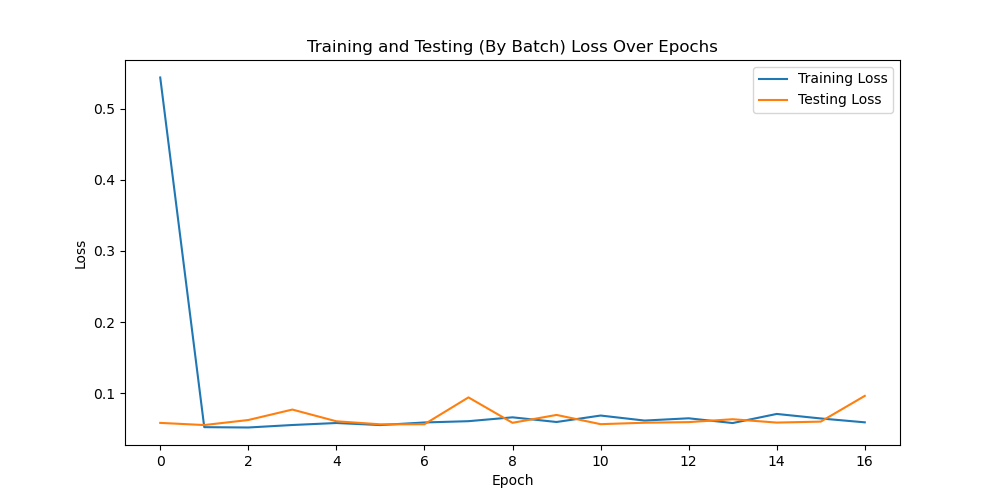 Training and Testing (By Batch) Loss Over Epochs
Training Loss
Testing Loss
0.5
0.4
0.3
0.2
0.1
Loss
0 2 4 6 8 10 12 14 16
Epoch